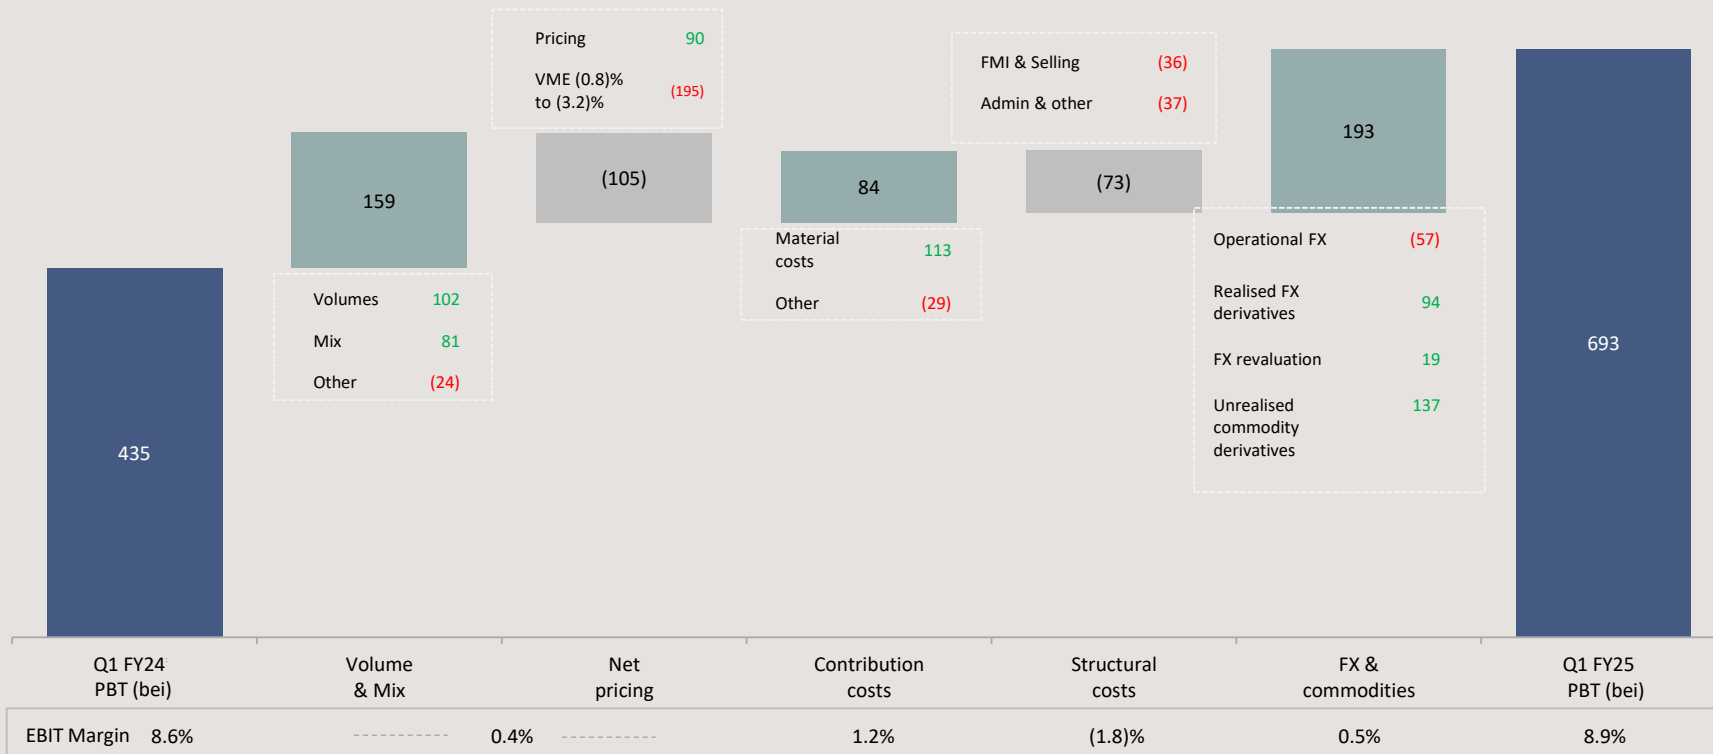 Pricing 90
VME (0.8)%
to (3.2)% (195)
FMI & Selling (36)
Admin & other (37)
159
(105)
84
(73)
193
Volumes 102
Mix 81
Other (24)
Material
costs 113
Other (29)
Operational FX (57)
Realised FX
derivatives 94
FX revaluation 19
Unrealised 137
commodity
derivatives
435
693
Q1 FY24
PBT (bei)
Volume
& Mix
Net
pricing
Contribution
costs
Structural
costs
FX &
commodities
Q1 FY25
PBT (bei)
EBIT Margin 8.6% 0.4% 1.2% (1.8)% 0.5% 8.9%